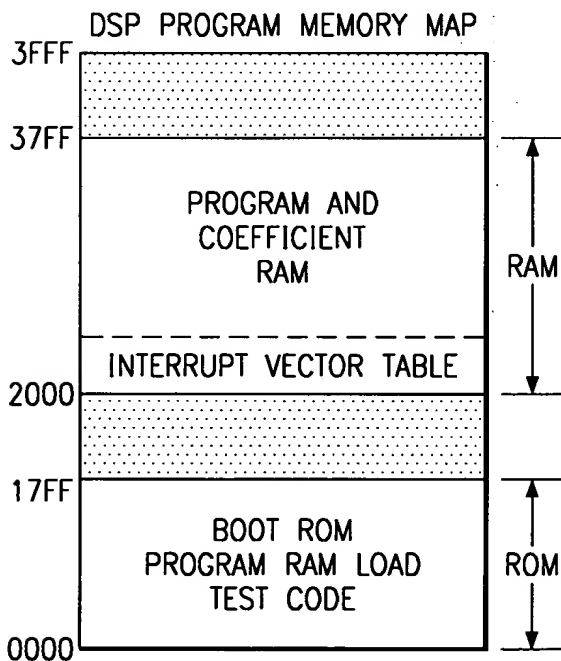 DSP PROGRAM MEMORY MAP
3FFF
37FF
PROGRAM AND
COEFFICIENT
RAM
RAM
INTERRUPT VECTOR TABLE
2000
17FF
BOOT ROM
PROGRAM RAM LOAD
TEST CODE
ROM
0000